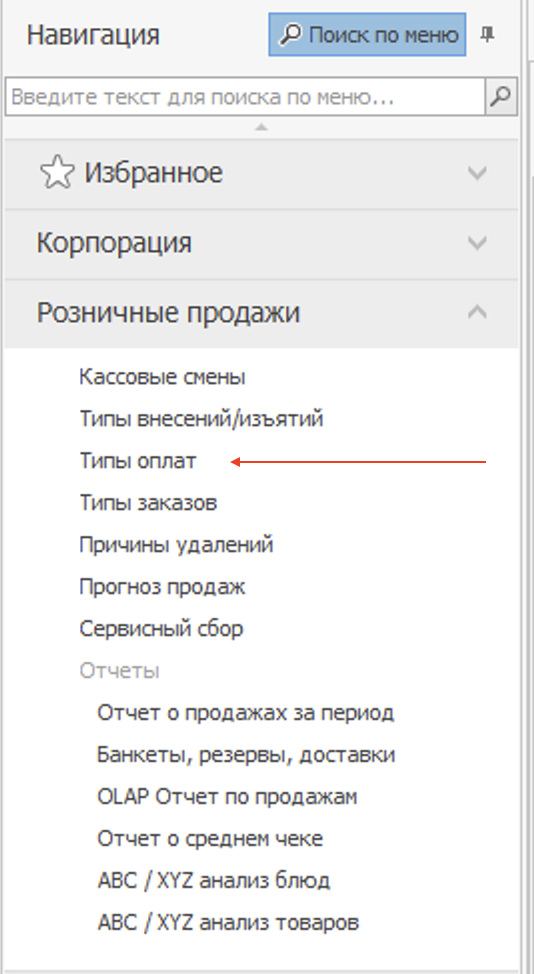 Навигация
Поиск по меню
Введите текст для поиска по меню...
Избранное
Корпорация
Розничные продажи
Кассовые смены
Типы внесений/изъятий
Типы оплат
Типы заказов
Причины удалений
Прогноз продаж
Сервисный сбор
Отчеты
Отчет о продажах за период
Банкеты, резервы, доставки
OLAP Отчет по продажам
Отчет о среднем чеке
ABC / XYZ анализ блюд
ABC / XYZ анализ товаров